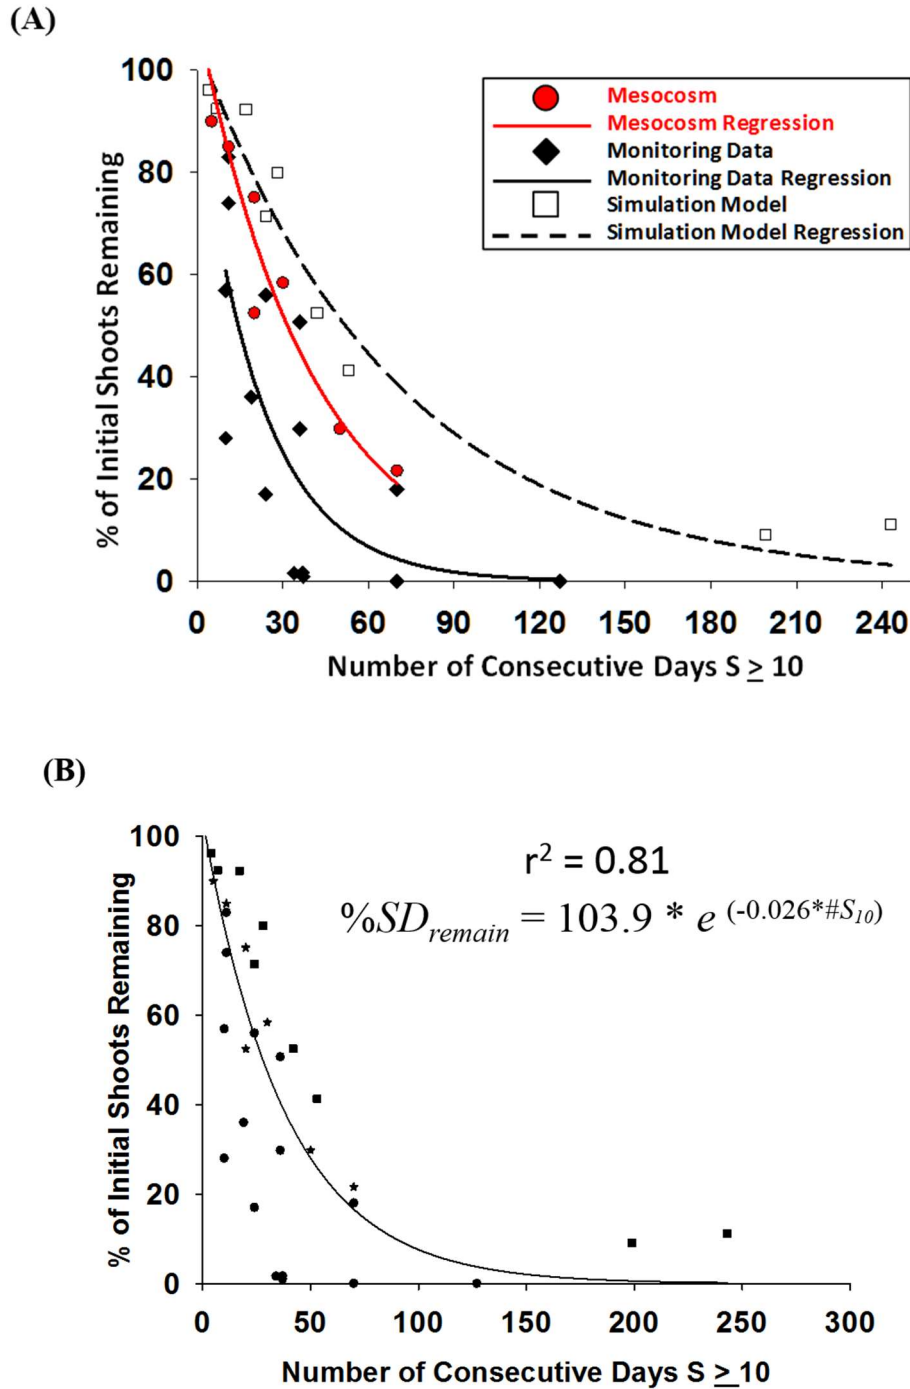 (A)
100
80
60
40
20
0
% of Initial Shoots Remaining
Mesocosm
Mesocosm Regression
Monitoring Data
Monitoring Data Regression
Simulation Model
Simulation Model Regression
0 30 60 90 120 150 180 210 240
Number of Consecutive Days S ≥ 10
(B)
100
80
60
40
20
0
% of Initial Shoots Remaining
r² = 0.81
%SD_remain = 103.9 * e^(-0.026*#S_10)
0 50 100 150 200 250 300
Number of Consecutive Days S ≥ 10